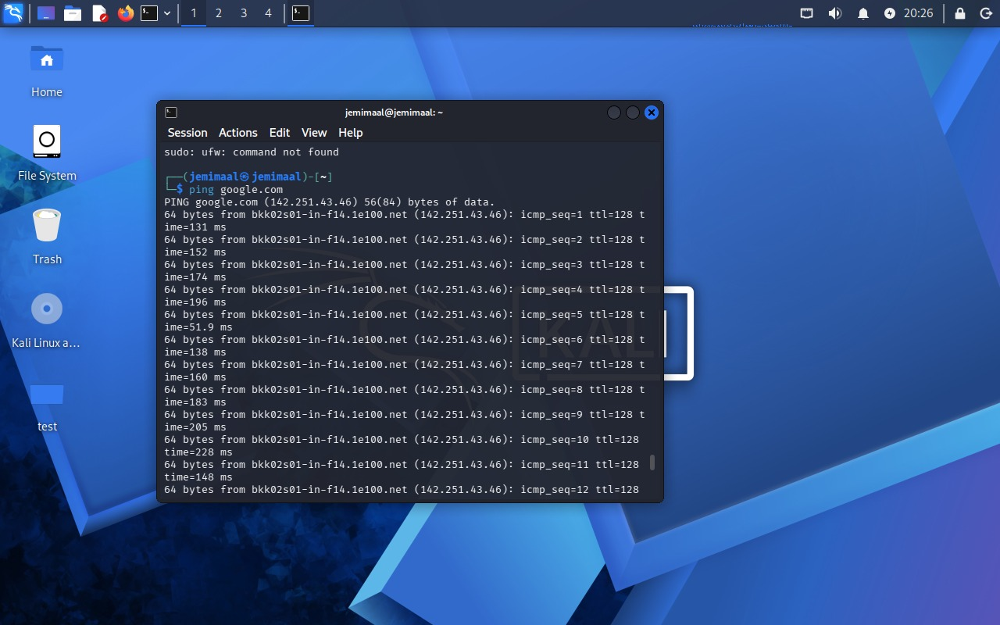 1 2 3 4
20:26
Home
File System
Trash
Kali Linux a...
test
jemimaal@jemimaal: ~
Session Actions Edit View Help
sudo: ufw: command not found
┌──(jemimaal㉿jemimaal)-[~]
└─$ ping google.com
PING google.com (142.251.43.46) 56(84) bytes of data.
64 bytes from bkk02s01-in-f14.1e100.net (142.251.43.46): icmp_seq=1 ttl=128 t
ime=131 ms
64 bytes from bkk02s01-in-f14.1e100.net (142.251.43.46): icmp_seq=2 ttl=128 t
ime=152 ms
64 bytes from bkk02s01-in-f14.1e100.net (142.251.43.46): icmp_seq=3 ttl=128 t
ime=174 ms
64 bytes from bkk02s01-in-f14.1e100.net (142.251.43.46): icmp_seq=4 ttl=128 t
ime=196 ms
64 bytes from bkk02s01-in-f14.1e100.net (142.251.43.46): icmp_seq=5 ttl=128 t
ime=51.9 ms
64 bytes from bkk02s01-in-f14.1e100.net (142.251.43.46): icmp_seq=6 ttl=128 t
ime=138 ms
64 bytes from bkk02s01-in-f14.1e100.net (142.251.43.46): icmp_seq=7 ttl=128 t
ime=160 ms
64 bytes from bkk02s01-in-f14.1e100.net (142.251.43.46): icmp_seq=8 ttl=128 t
ime=183 ms
64 bytes from bkk02s01-in-f14.1e100.net (142.251.43.46): icmp_seq=9 ttl=128 t
ime=205 ms
64 bytes from bkk02s01-in-f14.1e100.net (142.251.43.46): icmp_seq=10 ttl=128
time=228 ms
64 bytes from bkk02s01-in-f14.1e100.net (142.251.43.46): icmp_seq=11 ttl=128
time=148 ms
64 bytes from bkk02s01-in-f14.1e100.net (142.251.43.46): icmp_seq=12 ttl=128
KALI